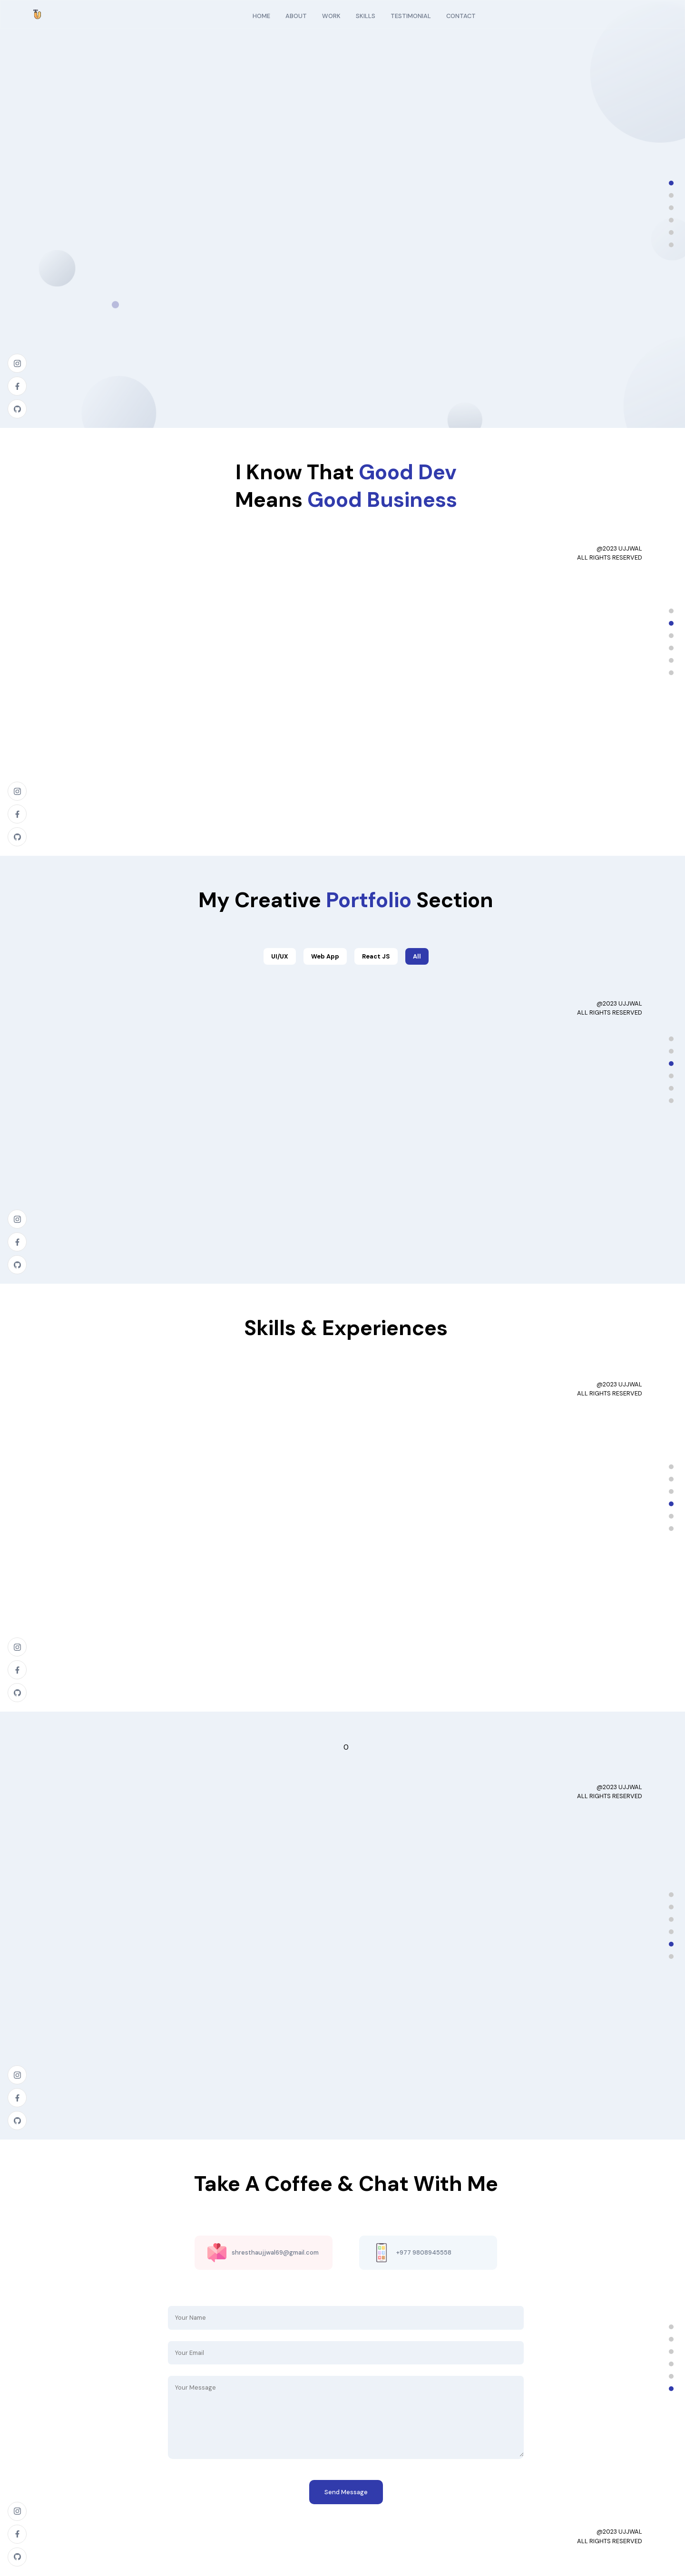 HOME ABOUT WORK SKILLS TESTIMONIAL CONTACT
I Know That Good Dev
Means Good Business
@2023 UJJWAL
ALL RIGHTS RESERVED
My Creative Portfolio Section
UI/UX Web App React JS All
@2023 UJJWAL
ALL RIGHTS RESERVED
Skills & Experiences
@2023 UJJWAL
ALL RIGHTS RESERVED
0
@2023 UJJWAL
ALL RIGHTS RESERVED
Take A Coffee & Chat With Me
shresthaujjwal69@gmail.com
+977 9808945558
Your Name
Your Email
Your Message
Send Message
@2023 UJJWAL
ALL RIGHTS RESERVED